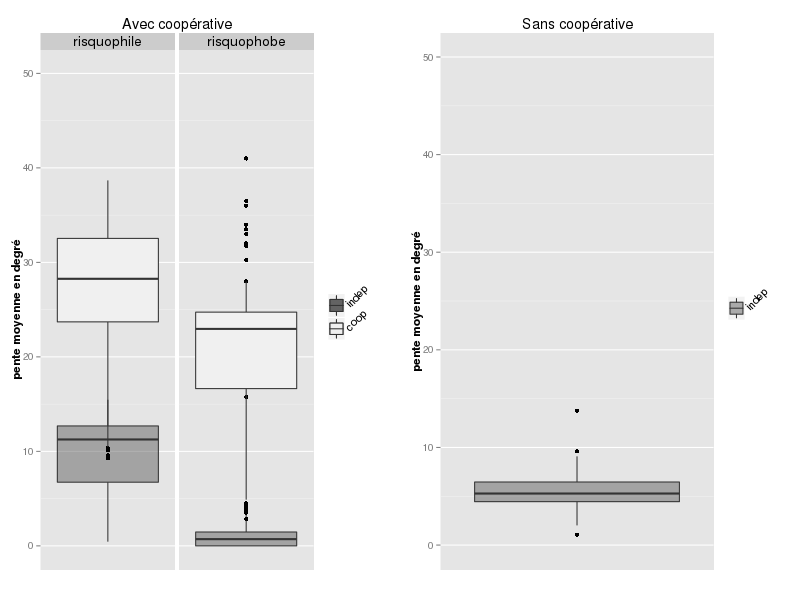 Avec coopérative
risquophile
risquophobe
50
40
30
20
10
0
pente moyenne en degré
indep
coop
Sans coopérative
50
40
30
20
10
0
pente moyenne en degré
indep